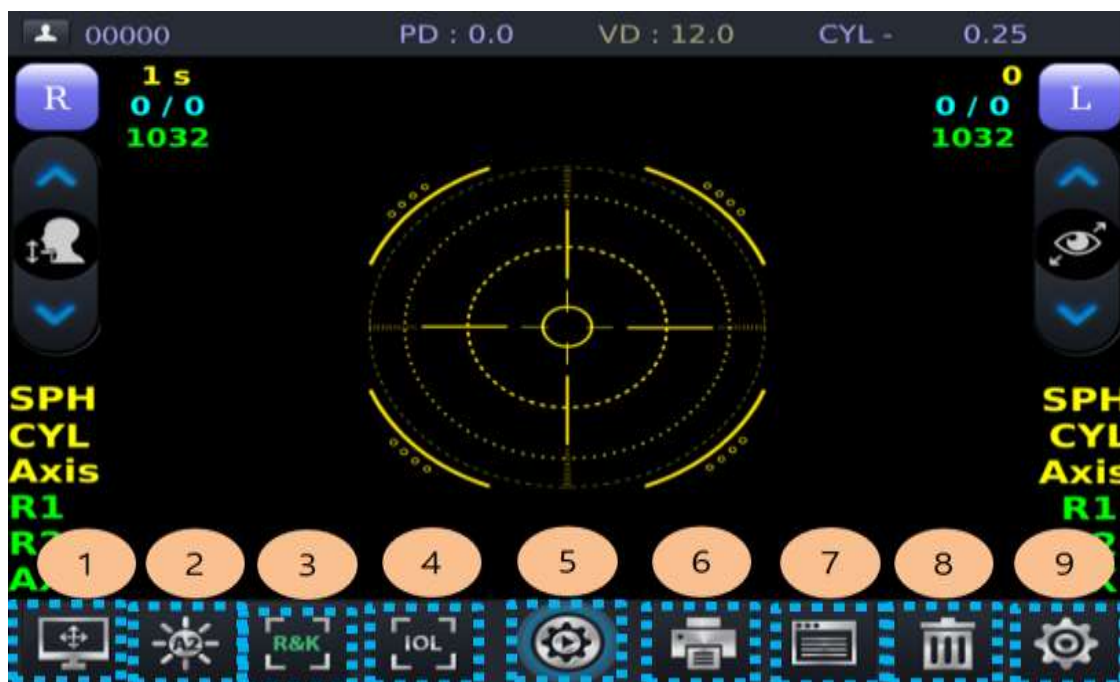 00000 PD : 0.0 VD : 12.0 CYL - 0.25
R 1 s 0 L
0 / 0 0 / 0
1032 1032
SPH SPH
CYL CYL
Axis Axis
R1 R1
1 2 3 4 5 6 7 8 9
R&K IOL